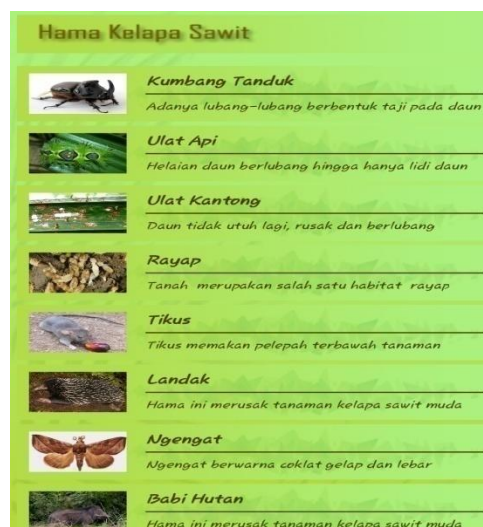 Hama Kelapa Sawit
Kumbang Tanduk
Adanya lubang-lubang berbentuk taji pada daun
Ulat Api
Helaian daun berlubang hingga hanya lidi daun
Ulat Kantong
Daun tidak utuh lagi, rusak dan berlubang
Rayap
Tanah merupakan salah satu habitat rayap
Tikus
Tikus memakan pelepah terbawah tanaman
Landak
Hama ini merusak tanaman kelapa sawit muda
Ngengat
Ngengat berwarna coklat gelap dan lebar
Babi Hutan
Hama ini merusak tanaman kelapa sawit muda